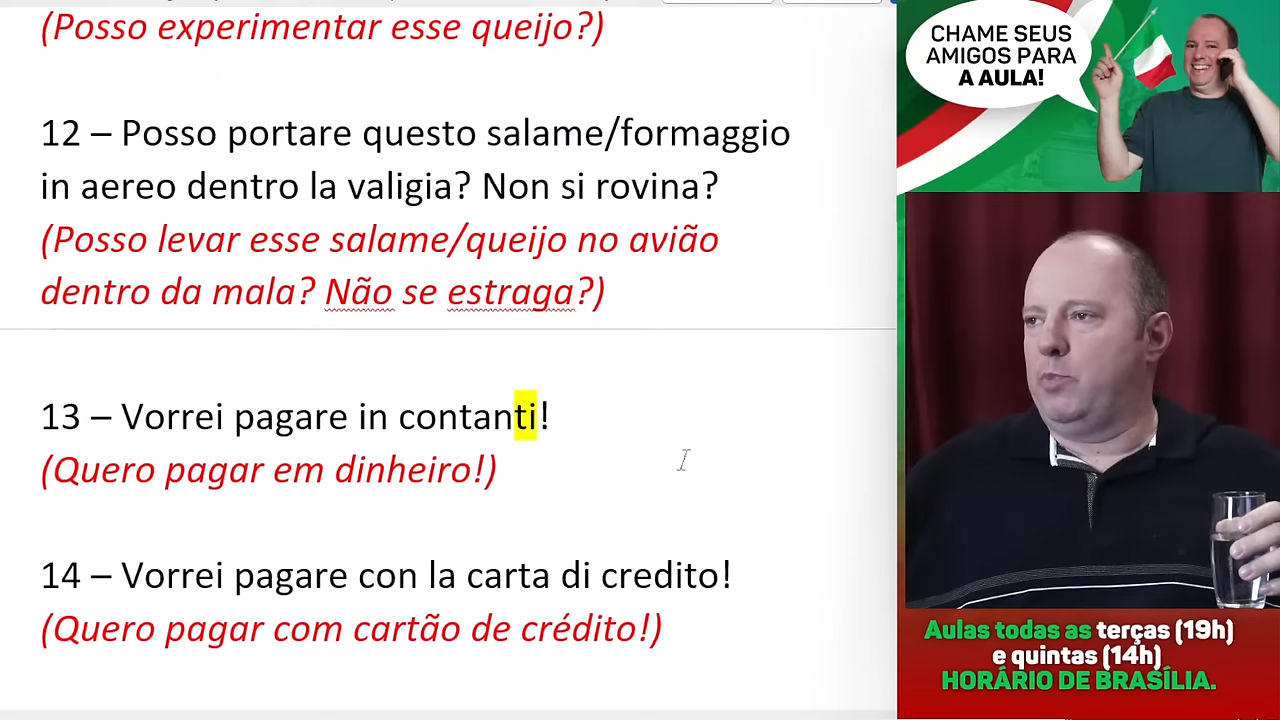 (Posso experimentar esse queijo?)
12 – Posso portare questo salame/formaggio
in aereo dentro la valigia? Non si rovina?
(Posso levar esse salame/queijo no avião
dentro da mala? Não se estraga?)
13 – Vorrei pagare in contanti!
(Quero pagar em dinheiro!)
14 – Vorrei pagare con la carta di credito!
(Quero pagar com cartão de crédito!)
CHAME SEUS
AMIGOS PARA
A AULA!
Aulas todas as terças (19h)
e quintas (14h)
HORÁRIO DE BRASÍLIA.